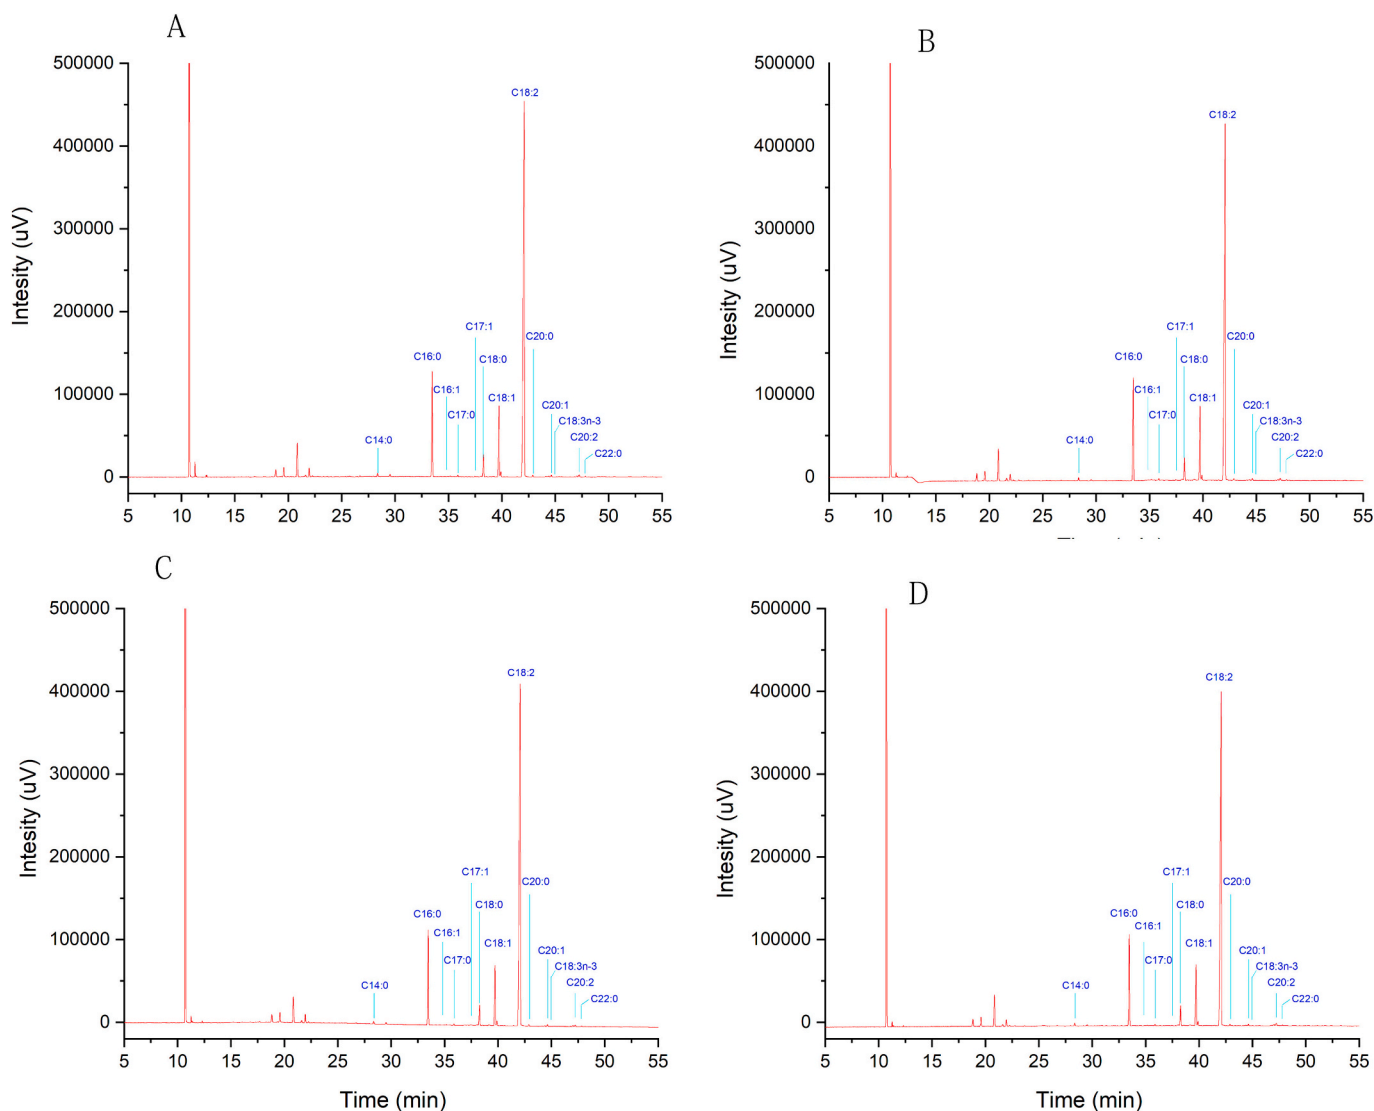 A
500000
400000
300000
200000
100000
0
Intesity (uV)
C18:2
C17:1
C20:0
C16:0
C18:0
C16:1
C18:1
C20:1
C17:0
C18:3n-3
C14:0
C20:2
C22:0
5 10 15 20 25 30 35 40 45 50 55
B
500000
400000
300000
200000
100000
0
Intesity (uV)
C18:2
C17:1
C20:0
C16:0
C18:0
C16:1
C18:1
C20:1
C17:0
C18:3n-3
C14:0
C20:2
C22:0
5 10 15 20 25 30 35 40 45 50 55
C
500000
400000
300000
200000
100000
0
Intesity (uV)
C18:2
C17:1
C20:0
C16:0
C18:0
C16:1
C18:1
C20:1
C17:0
C18:3n-3
C14:0
C20:2
C22:0
5 10 15 20 25 30 35 40 45 50 55
Time (min)
D
500000
400000
300000
200000
100000
0
Intesity (uV)
C18:2
C17:1
C20:0
C16:0
C18:0
C16:1
C18:1
C20:1
C17:0
C18:3n-3
C14:0
C20:2
C22:0
5 10 15 20 25 30 35 40 45 50 55
Time (min)